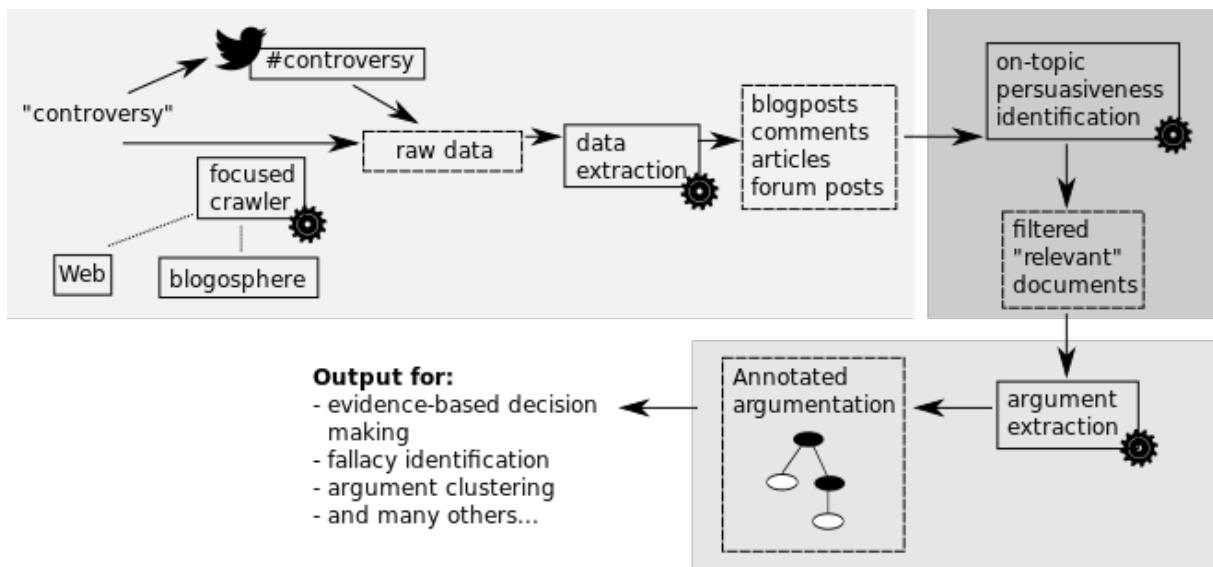 #controversy
"controversy"
raw data
focused
crawler
Web
blogosphere
data
extraction
blogposts
comments
articles
forum posts
on-topic
persuasiveness
identification
filtered
"relevant"
documents
argument
extraction
Annotated
argumentation
Output for:
- evidence-based decision
making
- fallacy identification
- argument clustering
- and many others...